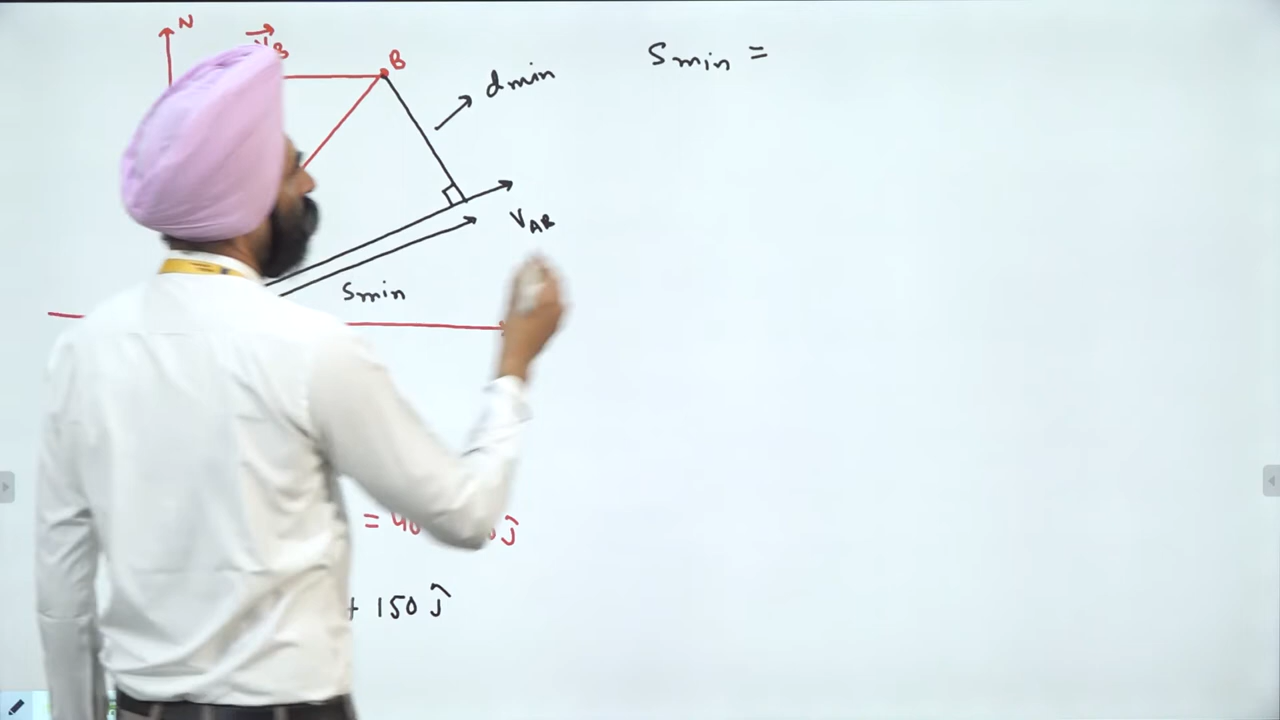 N
B
dmin
Smin =
VAB
Smin
ĵ
+ 150 ĵ